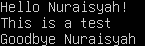 Hello Nuraisyah!
This is a test
Goodbye Nuraisyah